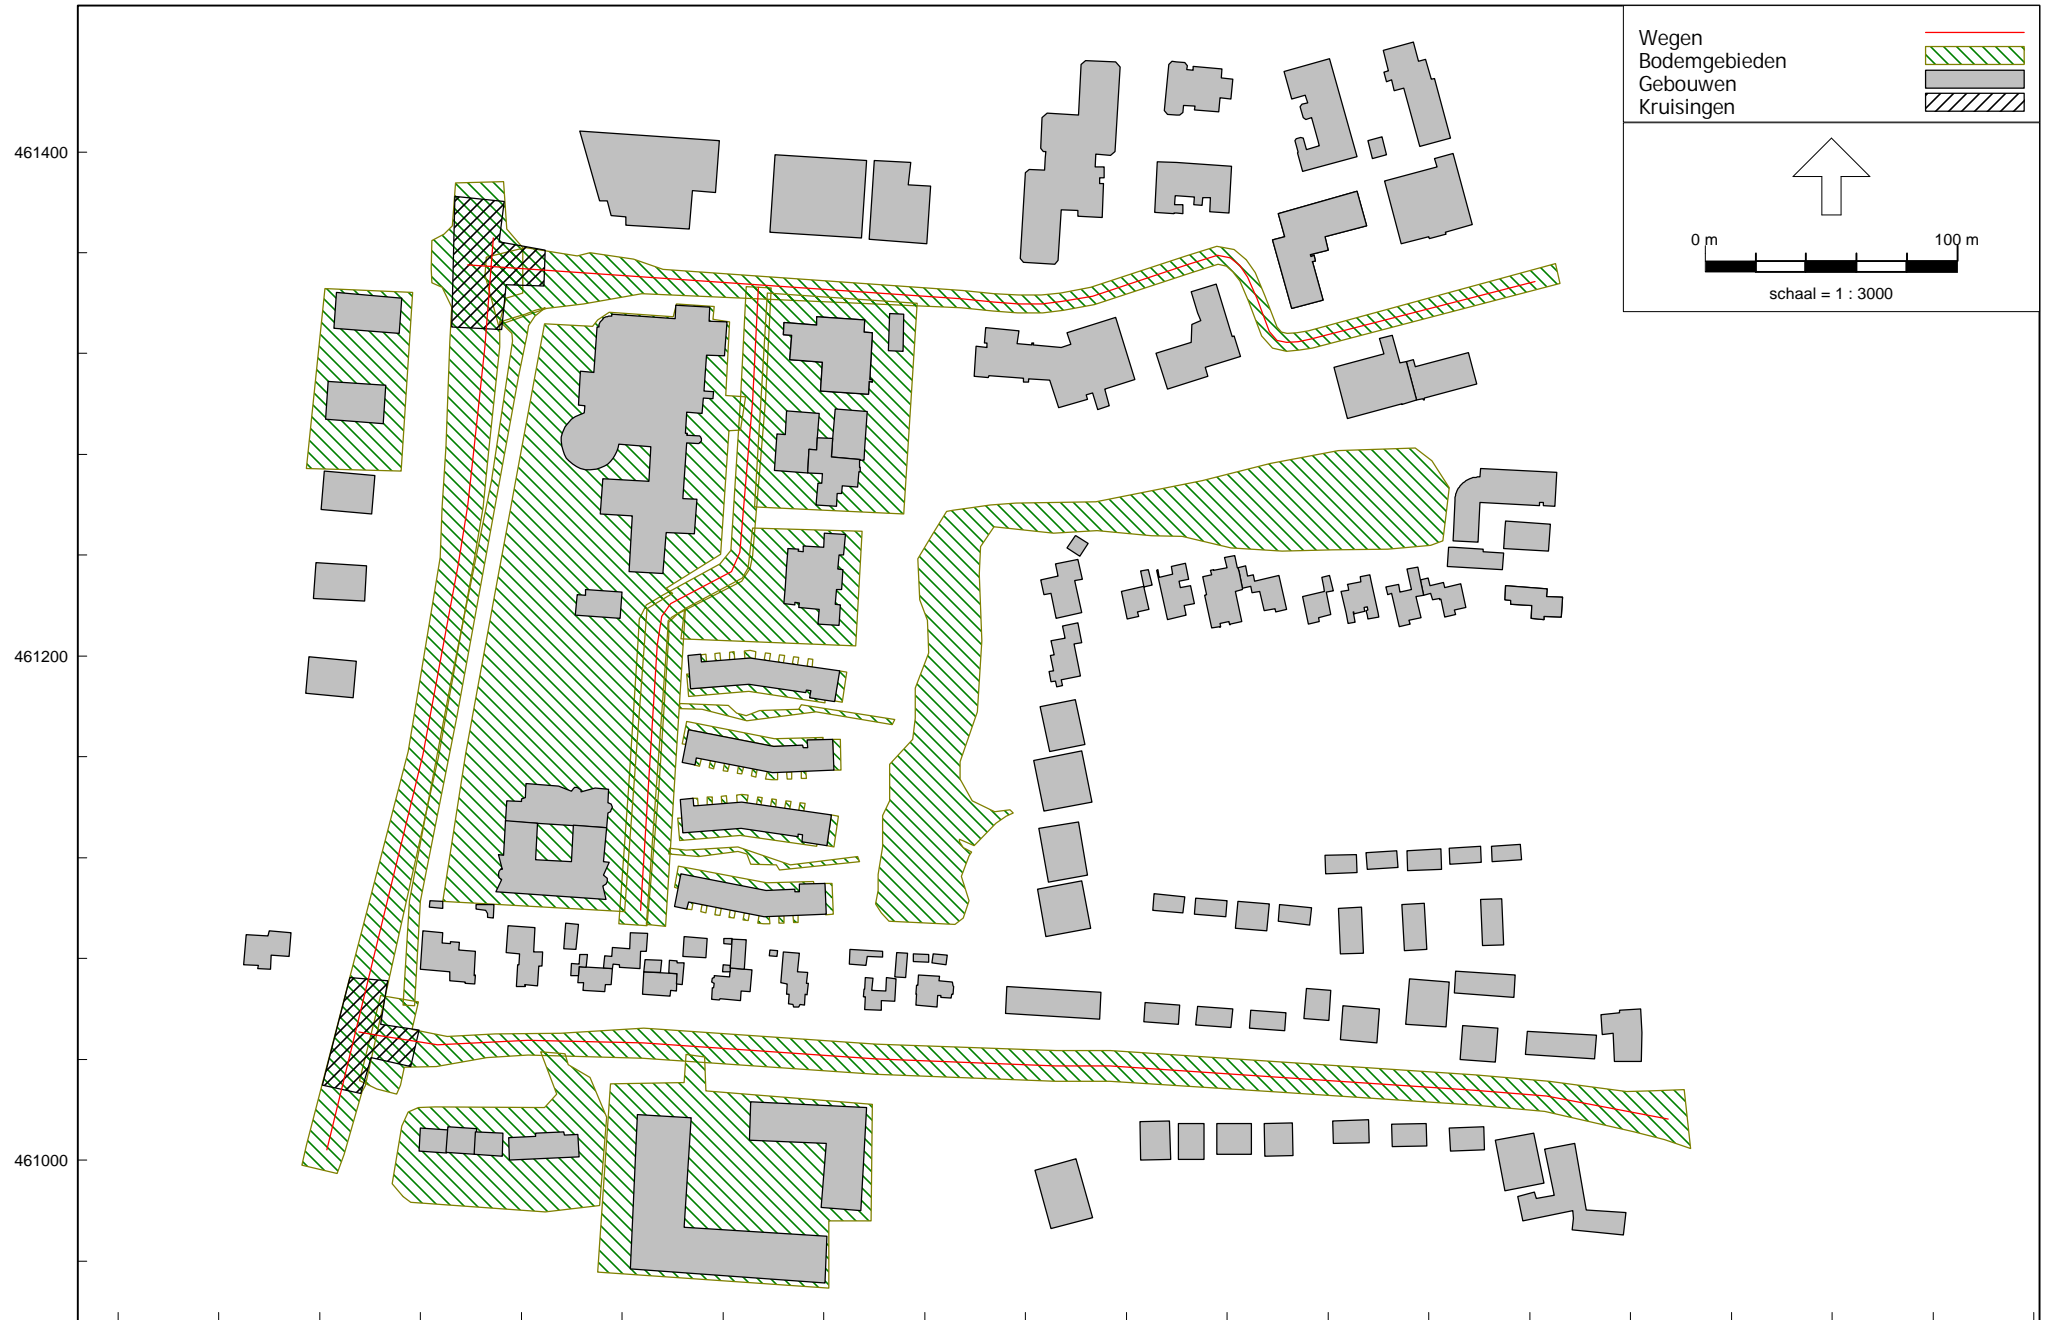 Wegen
Bodemgebieden
Gebouwen
Kruisingen
0 m 100 m
schaal = 1 : 3000
461400
461200
461000